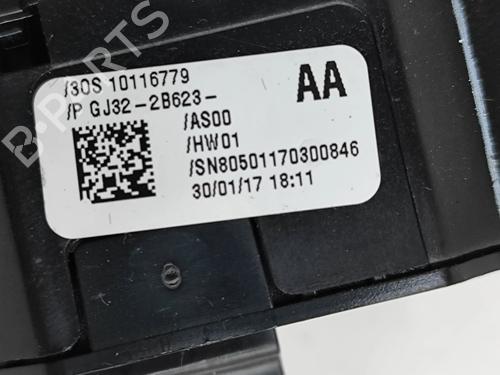 /30S 10116779
/P GJ32-2B623- AA
/AS00
/HW01
/SN80501170300846
30/01/17 18:11
B-PARTS